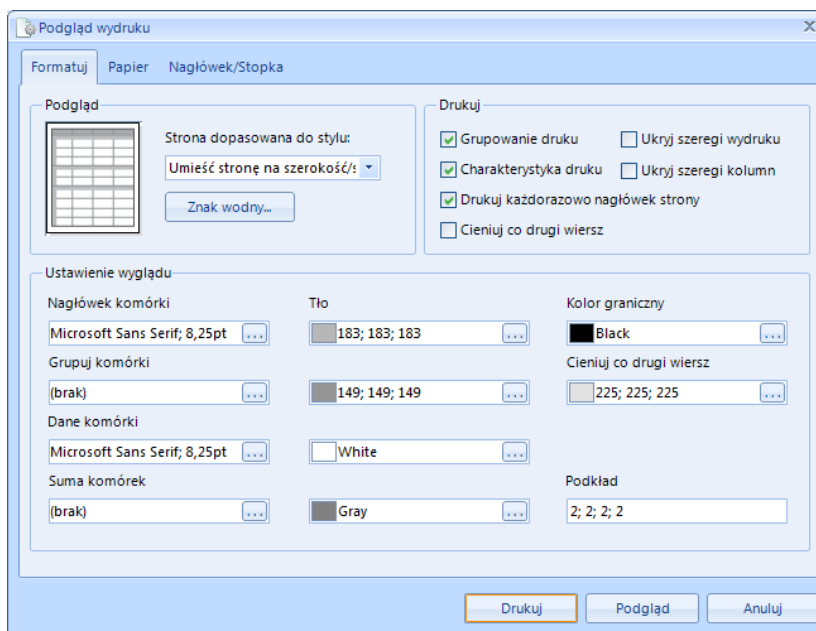 Podgląd wydruku
Formatuj Papier Nagłówek/Stopka
Podgląd
Strona dopasowana do stylu:
Umieść stronę na szerokość/s
Znak wodny...
Drukuj
Grupowanie druku Ukryj szeregi wydruku
Charakterystyka druku Ukryj szeregi kolumn
Drukuj każdorazowo nagłówek strony
Cieniuj co drugi wiersz
Ustawienie wyglądu
Nagłówek komórki Tło Kolor graniczny
Microsoft Sans Serif; 8,25pt ... 183; 183; 183 ... Black ...
Grupuj komórki Cieniuj co drugi wiersz
(brak) ... 149; 149; 149 ... 225; 225; 225 ...
Dane komórki
Microsoft Sans Serif; 8,25pt ... White ...
Suma komórek Podkład
(brak) ... Gray ... 2; 2; 2; 2
Drukuj Podgląd Anuluj